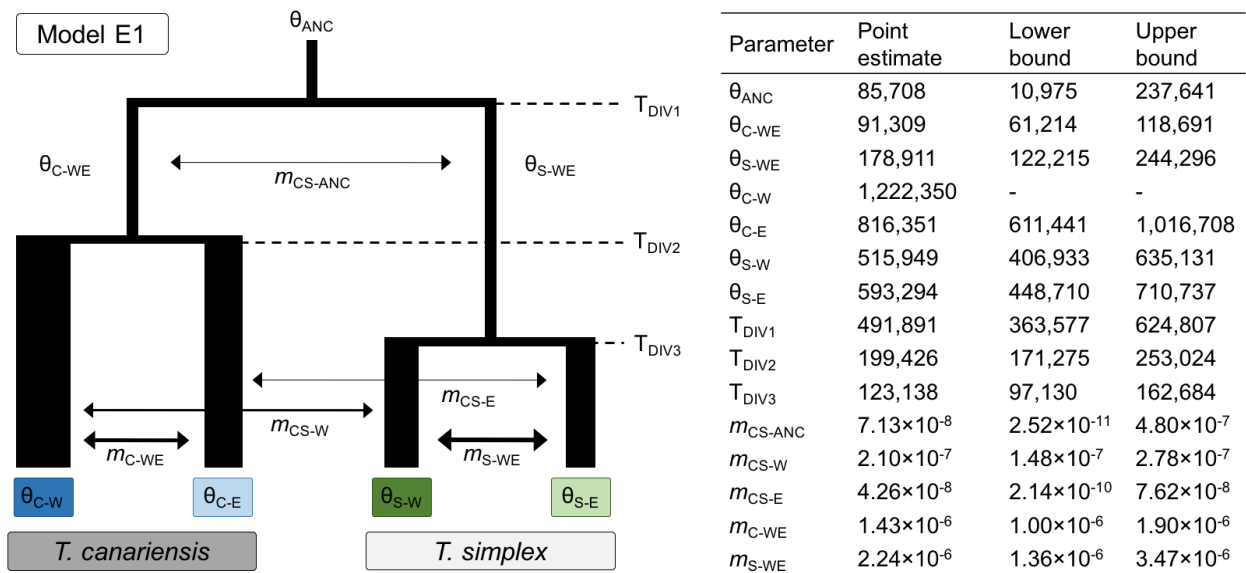 Model E1
θANC
TDIV1
θC-WE
θS-WE
mCS-ANC
TDIV2
TDIV3
mCS-E
mCS-W
mC-WE
mS-WE
θC-W
θC-E
θS-W
θS-E
T. canariensis
T. simplex
Parameter Point estimate Lower bound Upper bound
θANC 85,708 10,975 237,641
θC-WE 91,309 61,214 118,691
θS-WE 178,911 122,215 244,296
θC-W 1,222,350 - -
θC-E 816,351 611,441 1,016,708
θS-W 515,949 406,933 635,131
θS-E 593,294 448,710 710,737
TDIV1 491,891 363,577 624,807
TDIV2 199,426 171,275 253,024
TDIV3 123,138 97,130 162,684
mCS-ANC 7.13×10-8 2.52×10-11 4.80×10-7
mCS-W 2.10×10-7 1.48×10-7 2.78×10-7
mCS-E 4.26×10-8 2.14×10-10 7.62×10-8
mC-WE 1.43×10-6 1.00×10-6 1.90×10-6
mS-WE 2.24×10-6 1.36×10-6 3.47×10-6